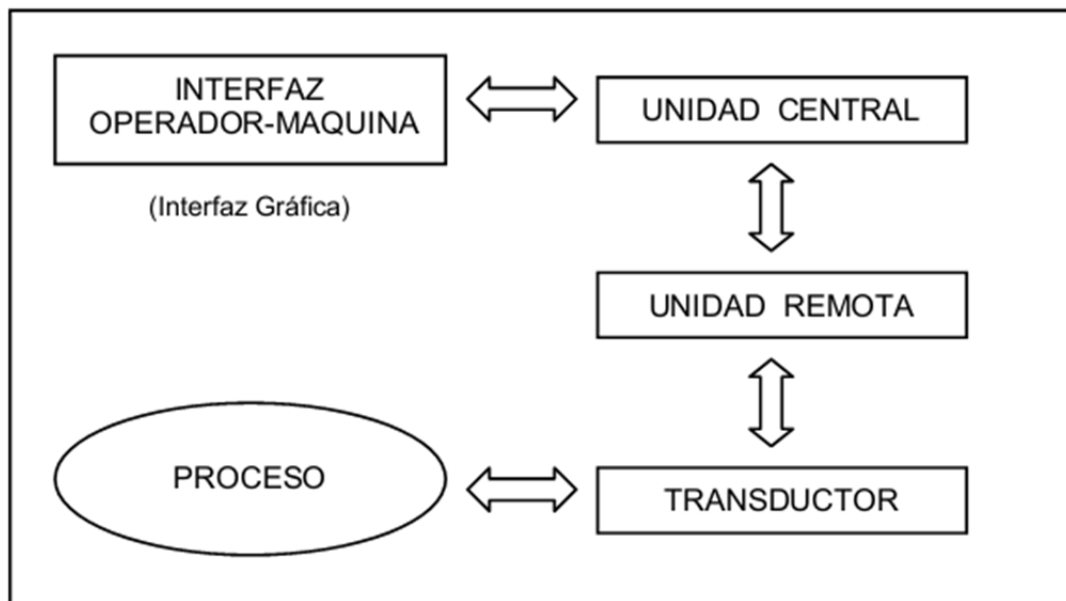 INTERFAZ
OPERADOR-MAQUINA
(Interfaz Gráfica)
UNIDAD CENTRAL
UNIDAD REMOTA
PROCESO
TRANSDUCTOR